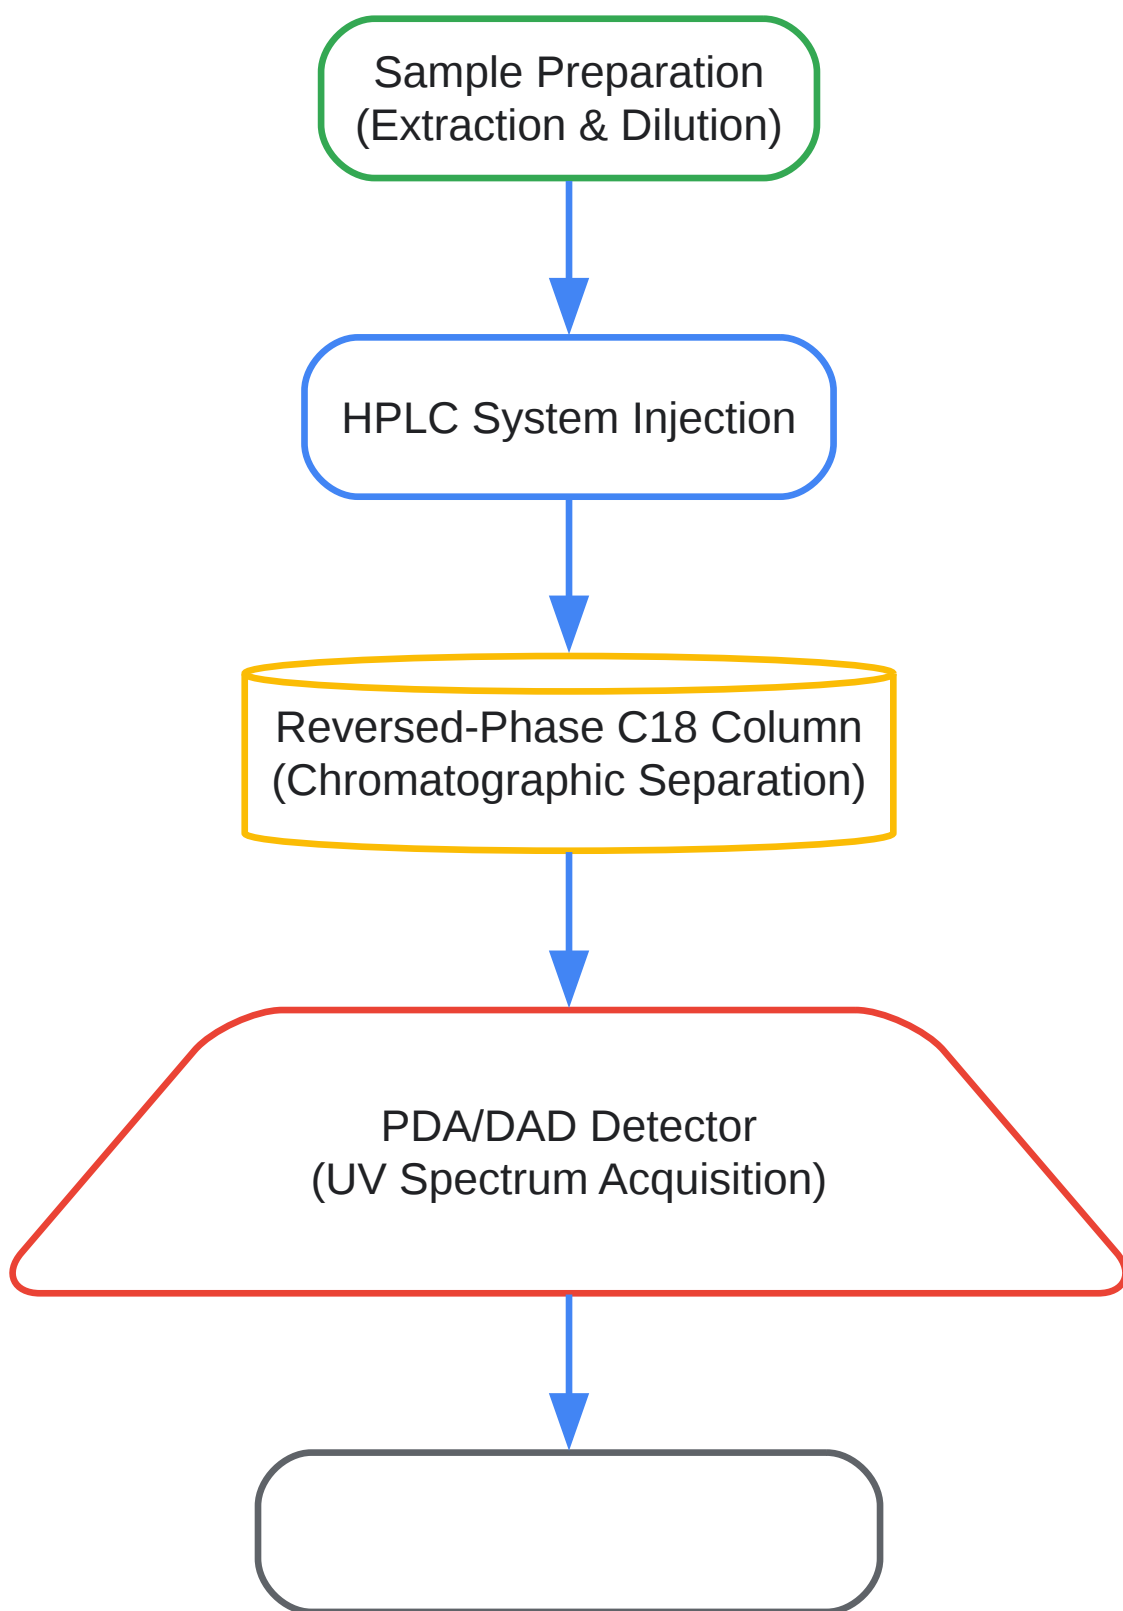 Sample Preparation
(Extraction & Dilution)
HPLC System Injection
Reversed-Phase C18 Column
(Chromatographic Separation)
PDA/DAD Detector
(UV Spectrum Acquisition)